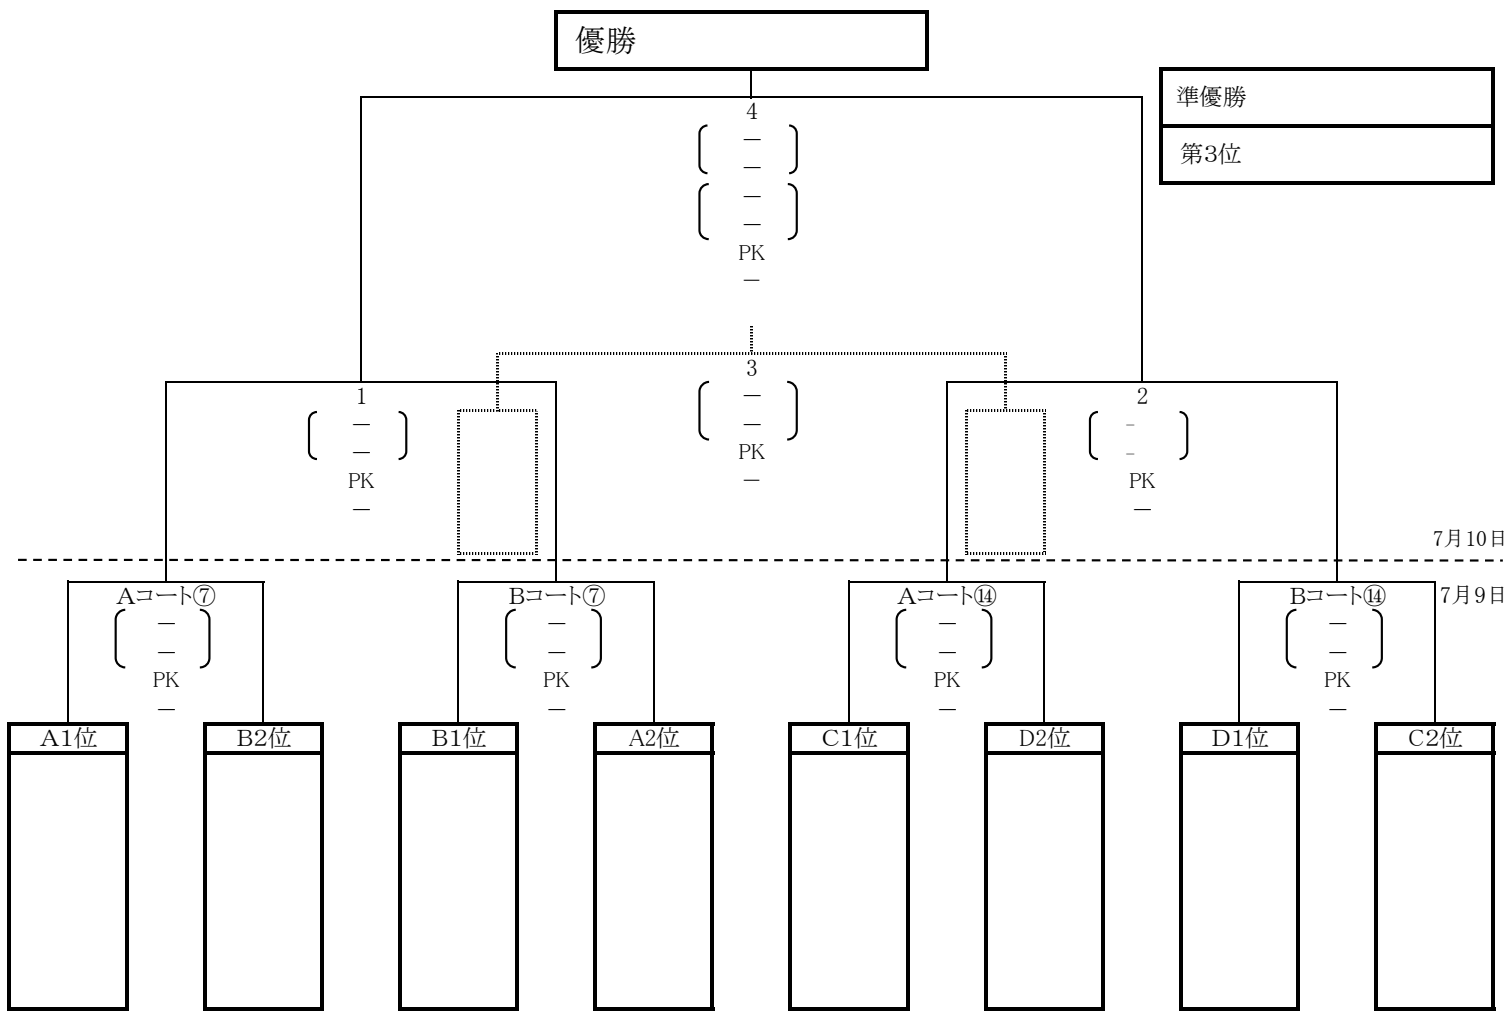 優勝
準優勝
第3位
4
－
－
－
－
PK
－
3
－
－
PK
－
1
－
－
PK
－
2
-
-
PK
－
7月10日
7月9日
Aコート⑦
－
－
PK
－
Bコート⑦
－
－
PK
－
Aコート⑭
－
－
PK
－
Bコート⑭
－
－
PK
－
A1位
B2位
B1位
A2位
C1位
D2位
D1位
C2位